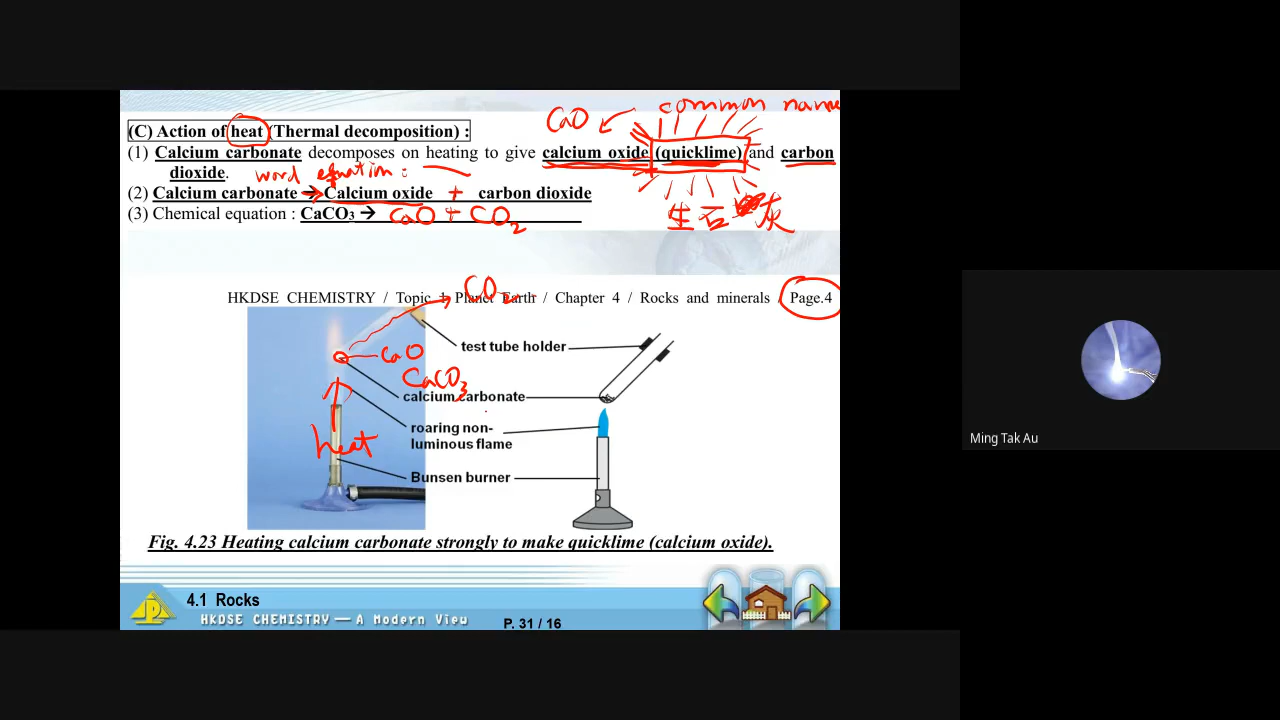 common name
CaO
(C) Action of heat (Thermal decomposition) :
(1) Calcium carbonate decomposes on heating to give calcium oxide (quicklime) and carbon
dioxide.
word equation :
(2) Calcium carbonate → Calcium oxide + carbon dioxide
(3) Chemical equation : CaCO₃ → CaO + CO₂
生石灰
CO₂
HKDSE CHEMISTRY / Topic 1 Planet Earth / Chapter 4 / Rocks and minerals / Page.4
test tube holder
CaO
CaCO₃
calcium carbonate
roaring non-
luminous flame
heat
Bunsen burner
Fig. 4.23 Heating calcium carbonate strongly to make quicklime (calcium oxide).
4.1 Rocks
HKDSE CHEMISTRY — A Modern View
P. 31 / 16
Ming Tak Au